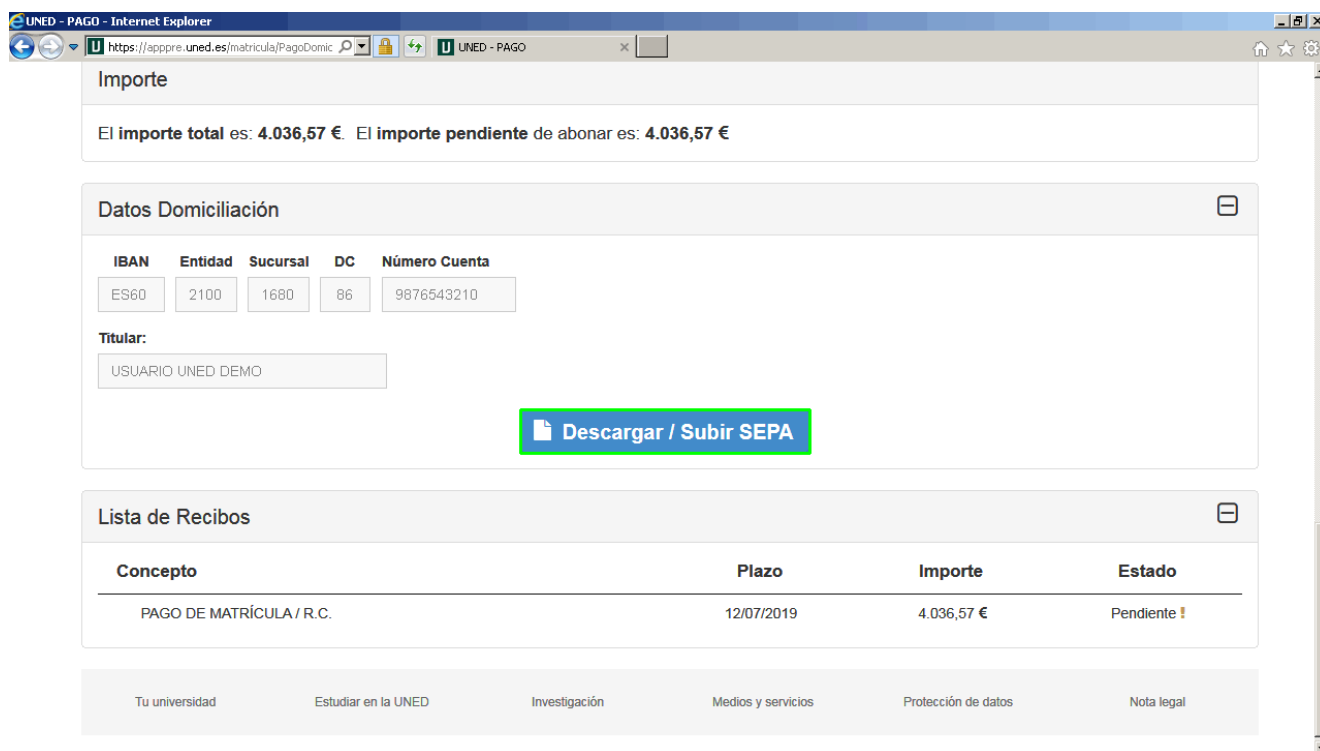 UNED - PAGO - Internet Explorer
https://apppre.uned.es/matricula/PagoDomic
UNED - PAGO
Importe
El importe total es: 4.036,57 €. El importe pendiente de abonar es: 4.036,57 €
Datos Domiciliación
IBAN Entidad Sucursal DC Número Cuenta
ES60 2100 1680 86 9876543210
Titular:
USUARIO UNED DEMO
Descargar / Subir SEPA
Lista de Recibos
Concepto Plazo Importe Estado
PAGO DE MATRÍCULA / R.C. 12/07/2019 4.036,57 € Pendiente !
Tu universidad Estudiar en la UNED Investigación Medios y servicios Protección de datos Nota legal